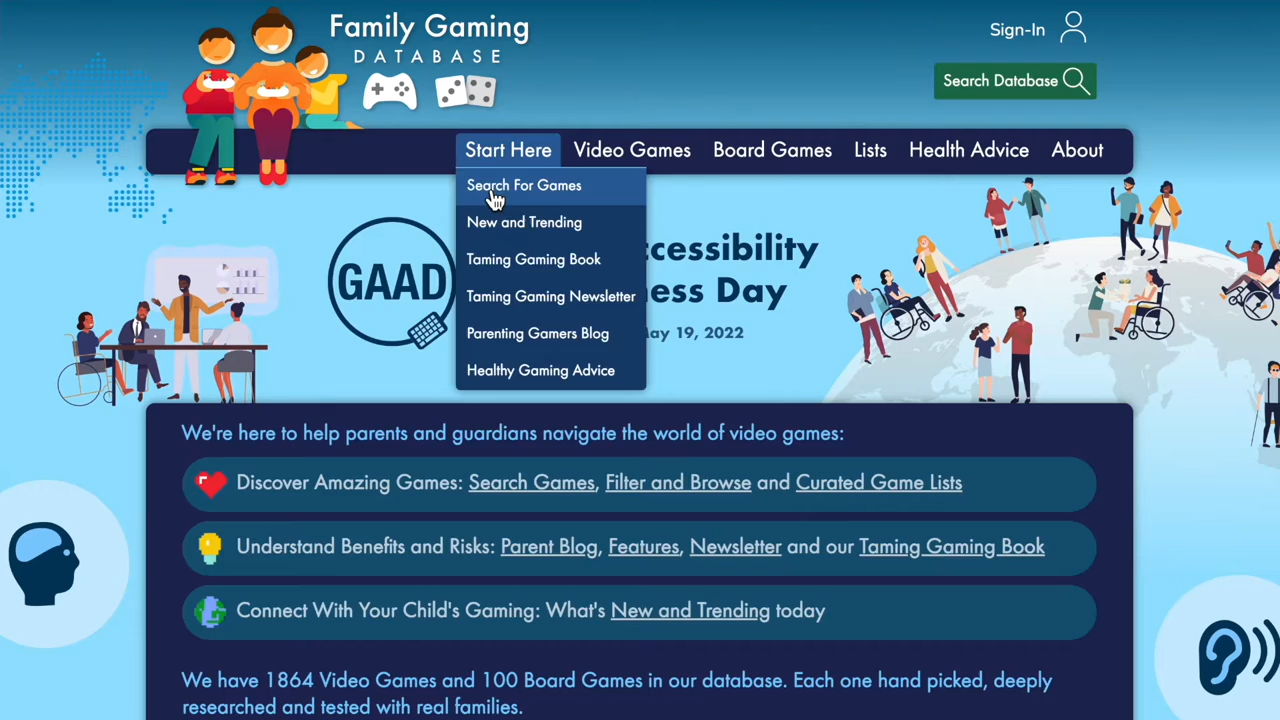 Family Gaming
DATABASE
Sign-In
Search Database
Start Here
Video Games
Board Games
Lists
Health Advice
About
Search For Games
New and Trending
Taming Gaming Book
Taming Gaming Newsletter
Parenting Gamers Blog
Healthy Gaming Advice
GAAD
ccessibility
ness Day
ay 19, 2022
We're here to help parents and guardians navigate the world of video games:
Discover Amazing Games: Search Games, Filter and Browse and Curated Game Lists
Understand Benefits and Risks: Parent Blog, Features, Newsletter and our Taming Gaming Book
Connect With Your Child's Gaming: What's New and Trending today
We have 1864 Video Games and 100 Board Games in our database. Each one hand picked, deeply
researched and tested with real families.